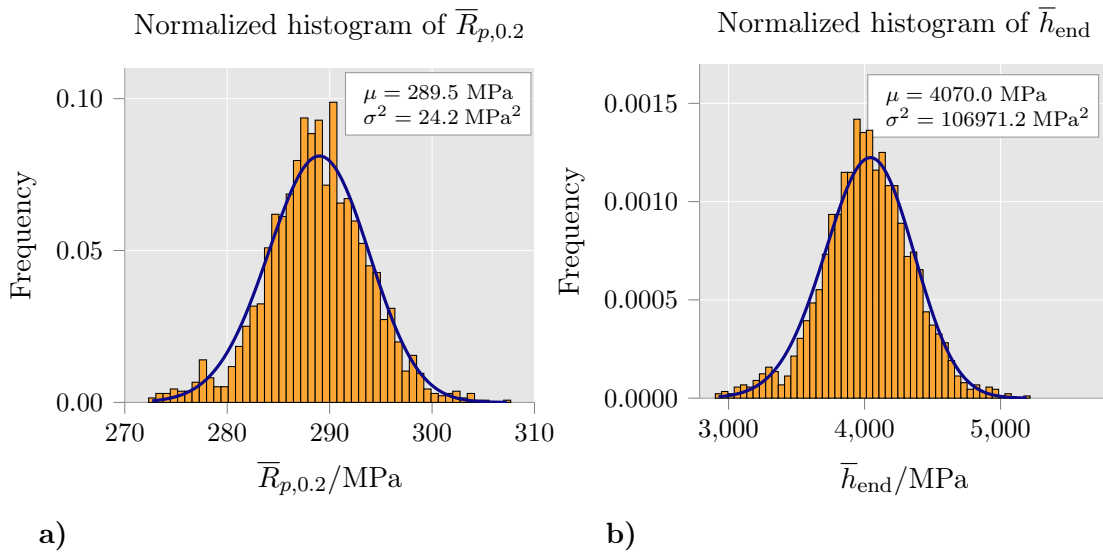 Normalized histogram of R̅p,0.2
μ = 289.5 MPa
σ² = 24.2 MPa²
0.10
0.05
0.00
Frequency
270 280 290 300 310
R̅p,0.2/MPa
a)
Normalized histogram of h̅end
μ = 4070.0 MPa
σ² = 106971.2 MPa²
0.0015
0.0010
0.0005
0.0000
Frequency
3,000 4,000 5,000
h̅end/MPa
b)